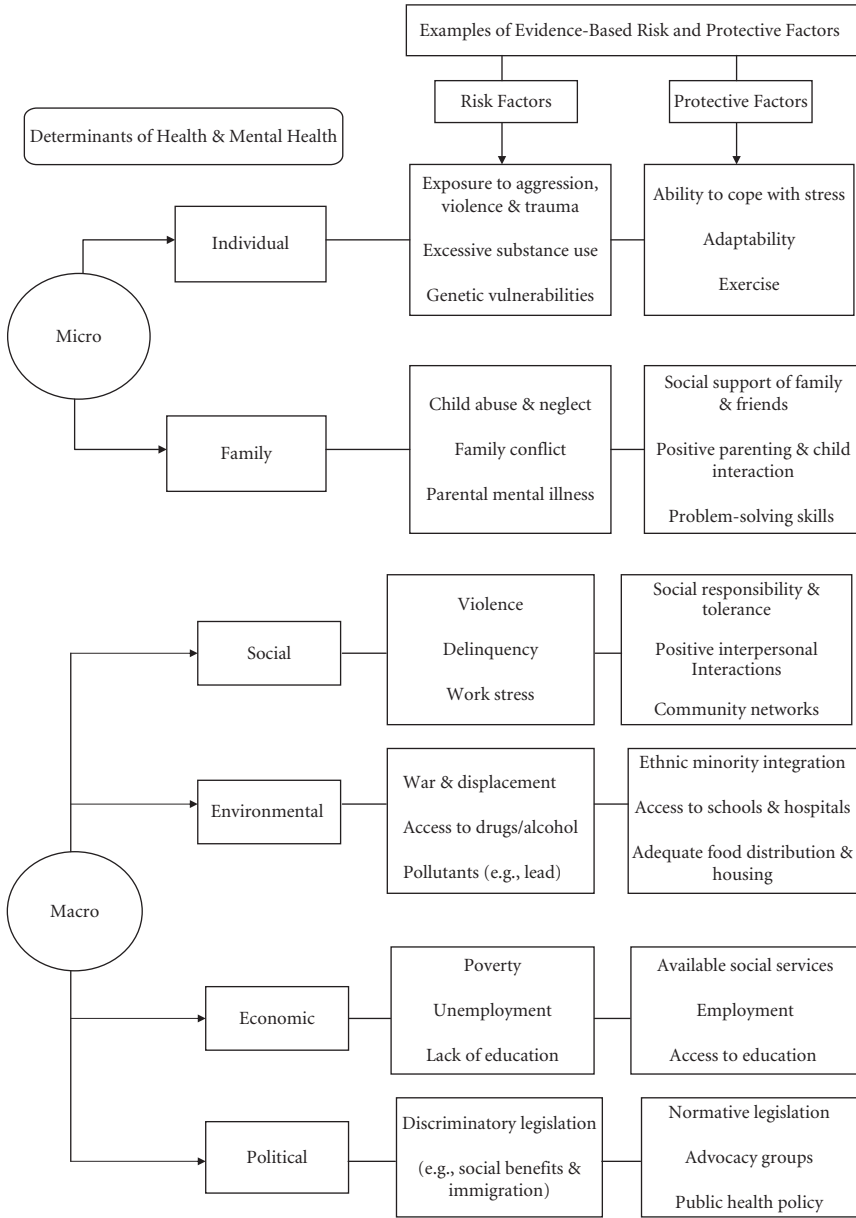 Examples of Evidence-Based Risk and Protective Factors
Risk Factors
Protective Factors
Determinants of Health & Mental Health
Micro
Individual
Exposure to aggression,
violence & trauma
Excessive substance use
Genetic vulnerabilities
Ability to cope with stress
Adaptability
Exercise
Family
Child abuse & neglect
Family conflict
Parental mental illness
Social support of family
& friends
Positive parenting & child
interaction
Problem-solving skills
Macro
Social
Violence
Delinquency
Work stress
Social responsibility &
tolerance
Positive interpersonal
Interactions
Community networks
Environmental
War & displacement
Access to drugs/alcohol
Pollutants (e.g., lead)
Ethnic minority integration
Access to schools & hospitals
Adequate food distribution &
housing
Economic
Poverty
Unemployment
Lack of education
Available social services
Employment
Access to education
Political
Discriminatory legislation
(e.g., social benefits &
immigration)
Normative legislation
Advocacy groups
Public health policy